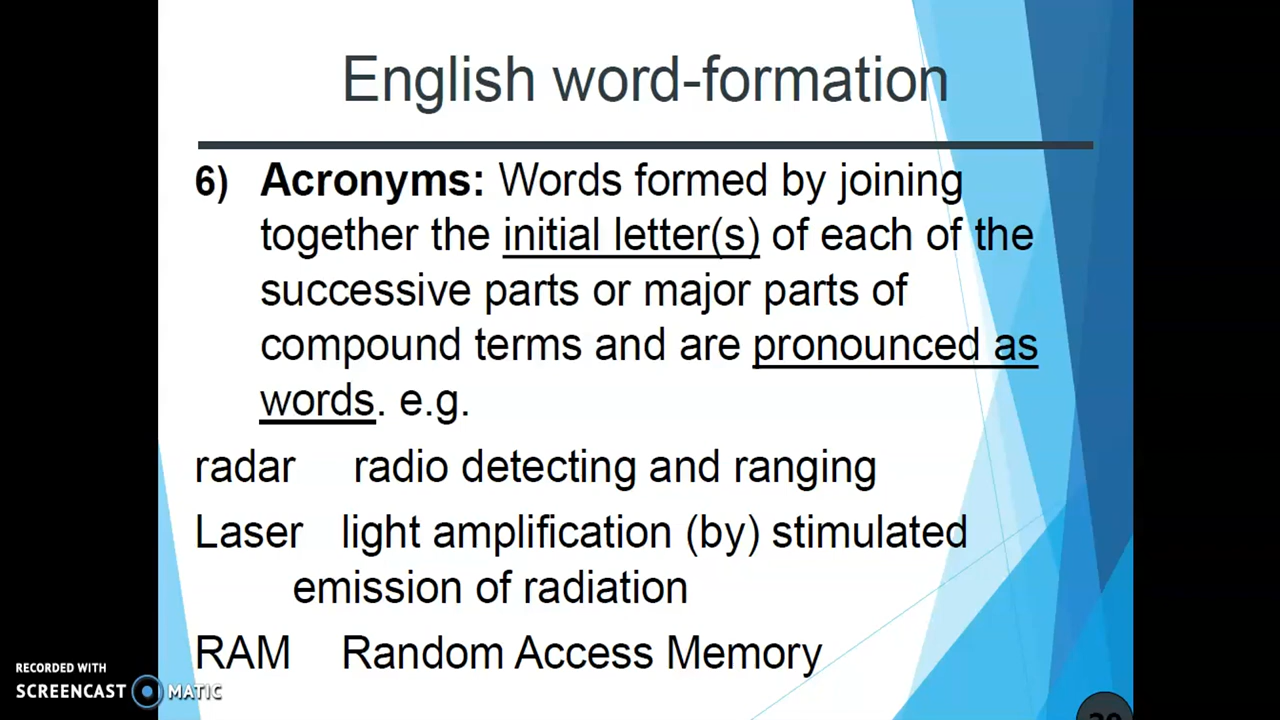 English word-formation
6) Acronyms: Words formed by joining
together the initial letter(s) of each of the
successive parts or major parts of
compound terms and are pronounced as
words. e.g.
radar radio detecting and ranging
Laser light amplification (by) stimulated
emission of radiation
RAM Random Access Memory
RECORDED WITH
SCREENCAST MATIC